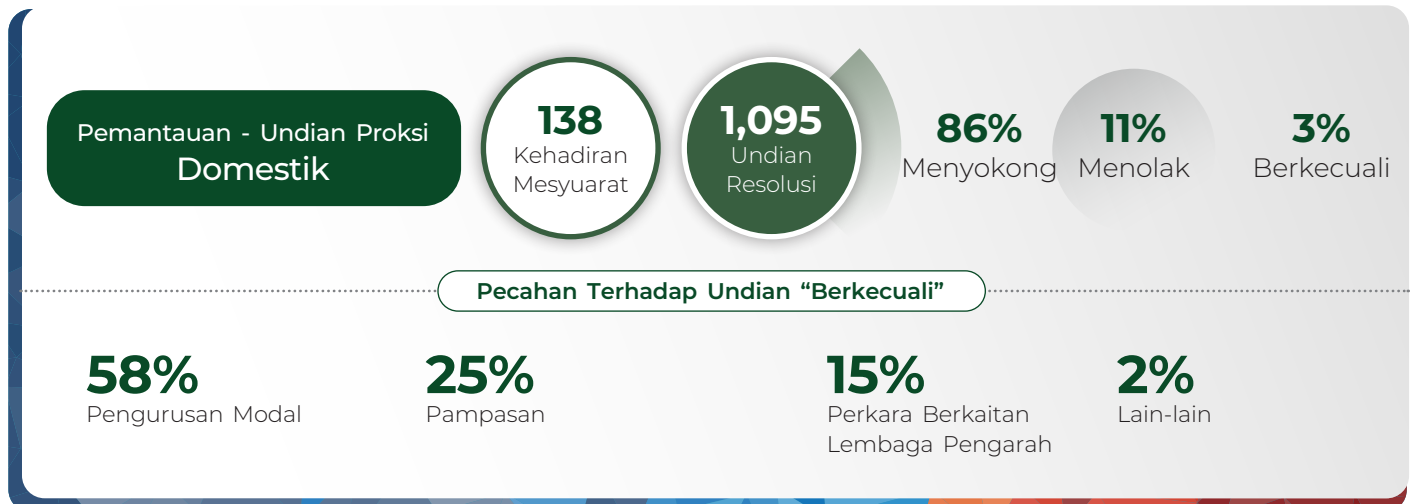 Pemantauan - Undian Proksi
Domestik
138
Kehadiran
Mesyuarat
1,095
Undian
Resolusi
86%
Menyokong
11%
Menolak
3%
Berkecuali
Pecahan Terhadap Undian “Berkecuali”
58%
Pengurusan Modal
25%
Pampasan
15%
Perkara Berkaitan
Lembaga Pengarah
2%
Lain-lain